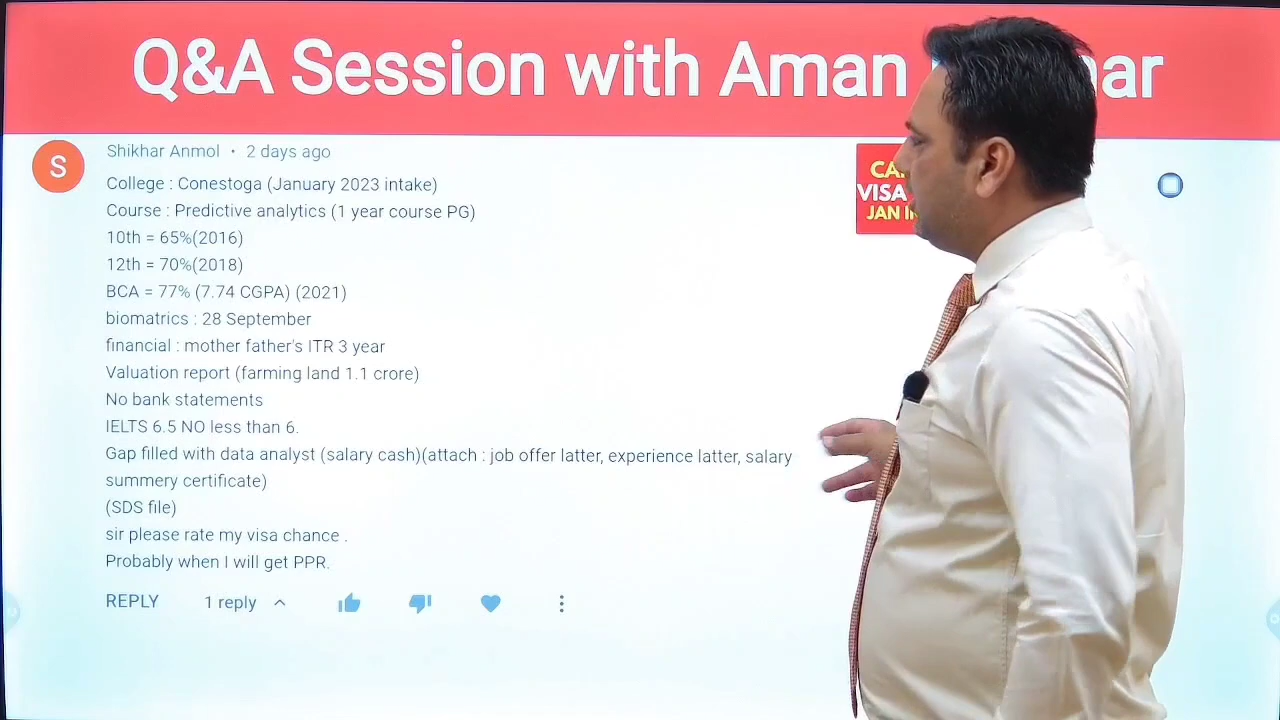 Q&A Session with Aman
S
Shikhar Anmol • 2 days ago
College : Conestoga (January 2023 intake)
Course : Predictive analytics (1 year course PG)
10th = 65%(2016)
12th = 70%(2018)
BCA = 77% (7.74 CGPA) (2021)
biomatrics : 28 September
financial : mother father's ITR 3 year
Valuation report (farming land 1.1 crore)
No bank statements
IELTS 6.5 NO less than 6.
Gap filled with data analyst (salary cash)(attach : job offer latter, experience latter, salary
summery certificate)
(SDS file)
sir please rate my visa chance .
Probably when I will get PPR.
REPLY 1 reply
VISA
JAN